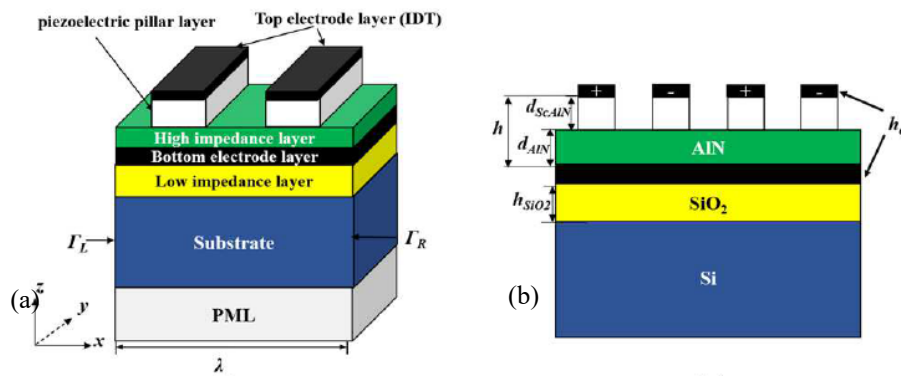 piezoelectric pillar layer
Top electrode layer (IDT)
High impedance layer
Bottom electrode layer
Low impedance layer
Γ_L
Substrate
Γ_R
(a)
z
y
x
PML
λ
+
-
+
-
h
d_ScAlN
d_AlN
AlN
h_SiO2
SiO₂
(b)
Si